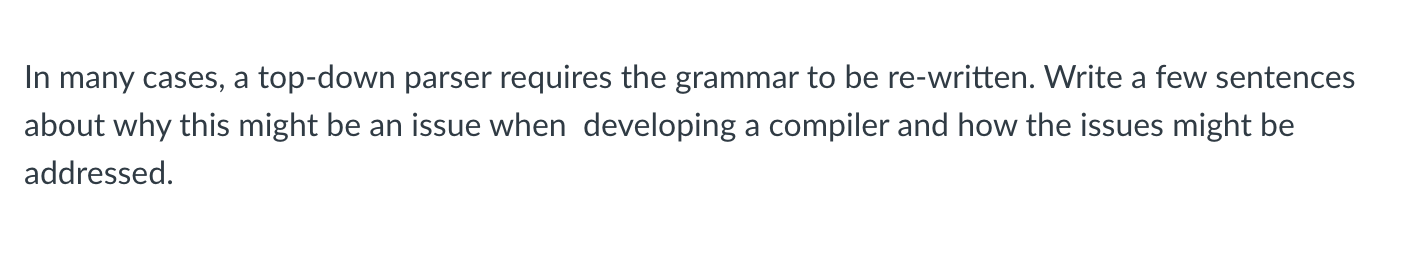 In many cases, a top-down parser requires the grammar to be re-written. Write a few sentences
about why this might be an issue when  developing a compiler and how the issues might be
addressed.